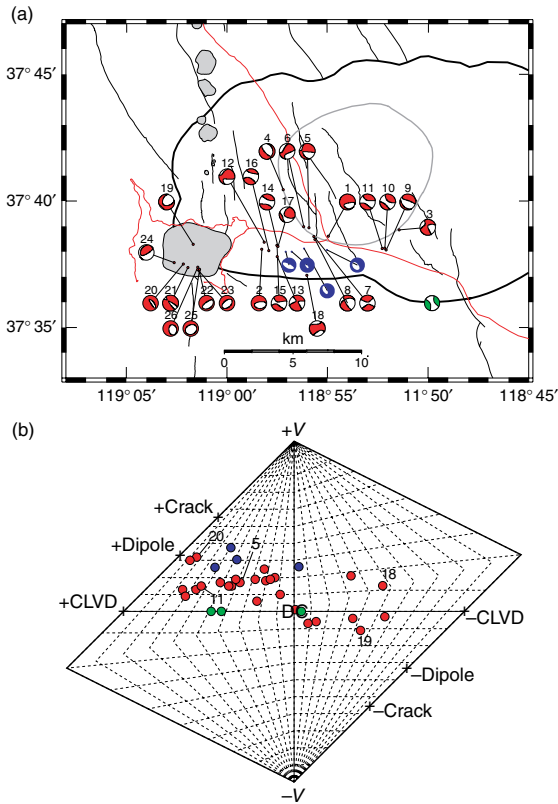 (a)
37° 45'
37° 40'
37° 35'
4 6 5
12 16
19 14 17 1 11 10 9 3
24
20 21 22 23 2 15 13 8 7
26 25 18
km
0 5 10
119° 05' 119° 00' 118° 55' 11° 50' 118° 45'
(b)
+V
+Crack
20
+Dipole
5
18
+CLVD
11
D
–CLVD
19
–Dipole
–Crack
–V